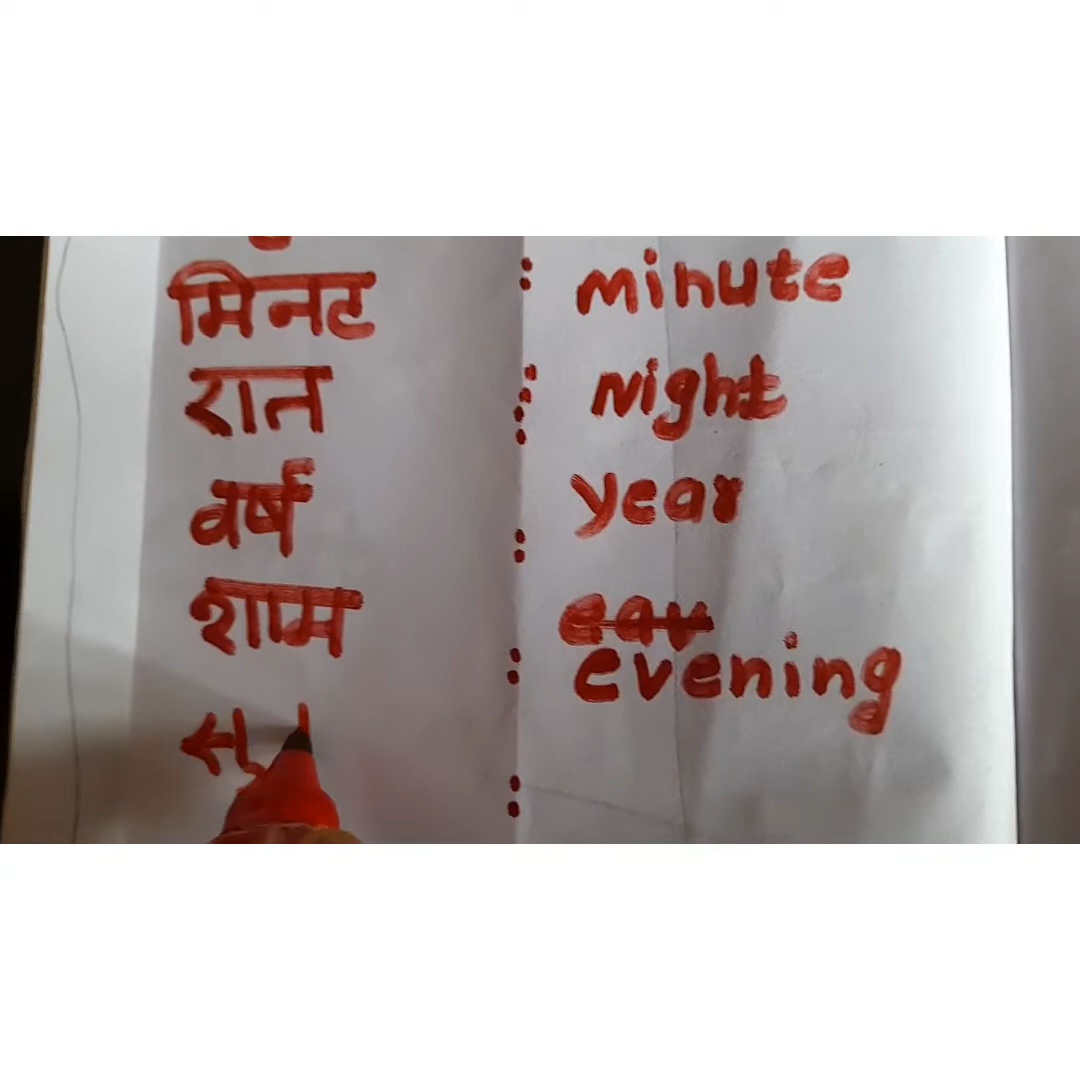 मिनट : minute
रात : Night
वर्ष : year
शाम : evening